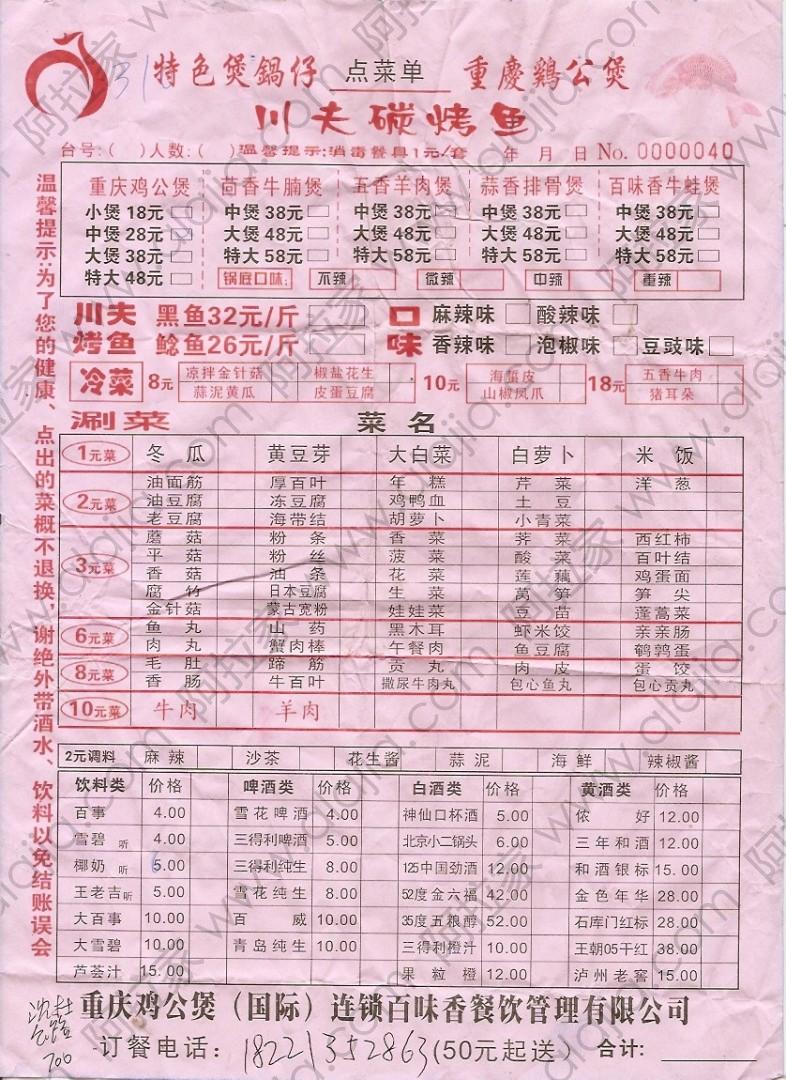 特色煲鍋仔 点菜单 重慶鷄公煲
川夫碳烤鱼
台号:( )人数:( )温馨提示:消毒餐具1元/套 年 月 日 No. 0000040
温馨提示:为了您的健康、点出的菜概不退换,谢绝外带酒水、饮料以免结账误会
重庆鸡公煲 茴香牛腩煲 五香羊肉煲 蒜香排骨煲 百味香牛蛙煲
小煲18元 中煲38元 中煲38元 中煲38元 中煲38元
中煲28元 大煲48元 大煲48元 大煲48元 大煲48元
大煲38元 特大58元 特大58元 特大58元 特大58元
特大48元 锅底口味: 不辣 微辣 中辣 重辣
川夫 黑鱼32元/斤 口 麻辣味 酸辣味
烤鱼 鲶鱼26元/斤 味 香辣味 泡椒味 豆豉味
冷菜 8元 凉拌金针菇 椒盐花生 10元 海蜇皮 18元 五香牛肉
蒜泥黄瓜 皮蛋豆腐 山椒凤爪 猪耳朵
涮菜 菜名
1元菜 冬瓜 黄豆芽 大白菜 白萝卜 米饭
油面筋 厚百叶 年糕 芹菜 洋葱
2元菜 油豆腐 冻豆腐 鸡鸭血 土豆
老豆腐 海带结 胡萝卜 小青菜
蘑菇 粉条 香菜 荠菜 西红柿
平菇 粉丝 菠菜 酸菜 百叶结
3元菜 香菇 油条 花菜 莲藕 鸡蛋面
腐竹 日本豆腐 生菜 莴笋 笋尖
金针菇 蒙古宽粉 娃娃菜 豆苗 蓬蒿菜
6元菜 鱼丸 山药 黑木耳 虾米饺 亲亲肠
肉丸 蟹肉棒 午餐肉 鱼豆腐 鹌鹑蛋
8元菜 毛肚 蹄筋 贡丸 肉皮 蛋饺
香肠 牛百叶 撒尿牛肉丸 包心鱼丸 包心贡丸
10元菜 牛肉 羊肉
2元调料 麻辣 沙茶 花生酱 蒜泥 海鲜 辣椒酱
饮料类 价格 啤酒类 价格 白酒类 价格 黄酒类 价格
百事 4.00 雪花啤酒 4.00 神仙口杯酒 5.00 侬好 12.00
雪碧听 4.00 三得利啤酒 5.00 北京小二锅头 6.00 三年和酒 12.00
椰奶听 5.00 三得利纯生 8.00 125中国劲酒 12.00 和酒银标 15.00
王老吉听 5.00 雪花纯生 8.00 52度金六福 42.00 金色年华 28.00
大百事 10.00 百威 10.00 35度五粮醇 52.00 石库门红标 28.00
大雪碧 10.00 青岛纯生 10.00 三得利橙汁 10.00 王朝05干红 38.00
芦荟汁 15.00 果粒橙 12.00 泸州老窖 15.00
重庆鸡公煲(国际)连锁百味香餐饮管理有限公司
订餐电话: 18221352863(50元起送) 合计:
700